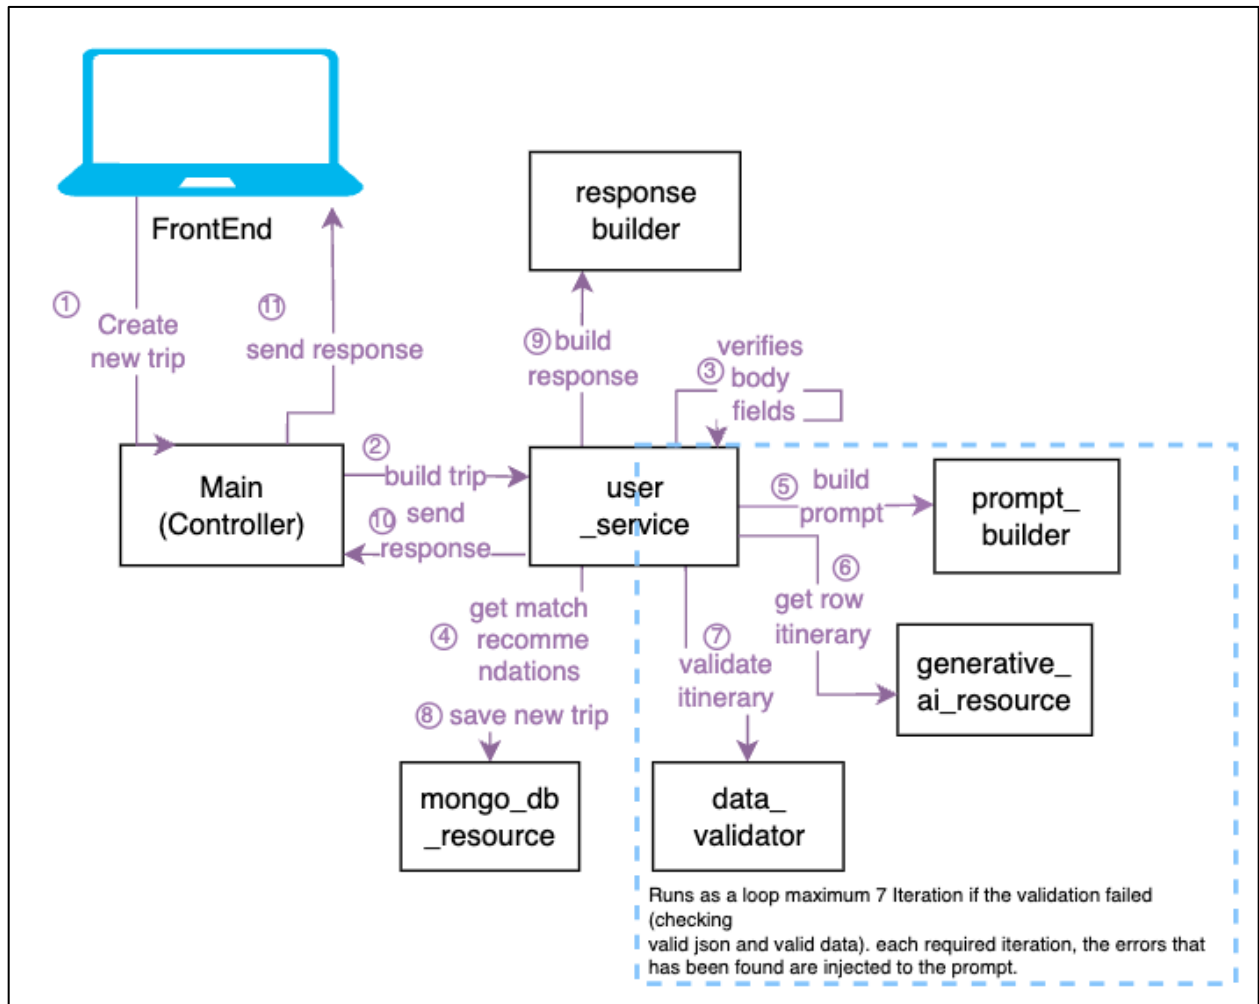 FrontEnd
①
Create
new trip
⑪
send response
response
builder
⑨ build
response
verifies
③ body
fields
Main
(Controller)
②
build trip
send
⑩
response
user
_service
build
⑤
prompt
prompt_
builder
⑥
get row
itinerary
generative_
ai_resource
get match
④ recomme
ndations
⑦
validate
itinerary
⑧ save new trip
mongo_db
_resource
data_
validator
Runs as a loop maximum 7 Iteration if the validation failed
(checking
valid json and valid data). each required iteration, the errors that
has been found are injected to the prompt.